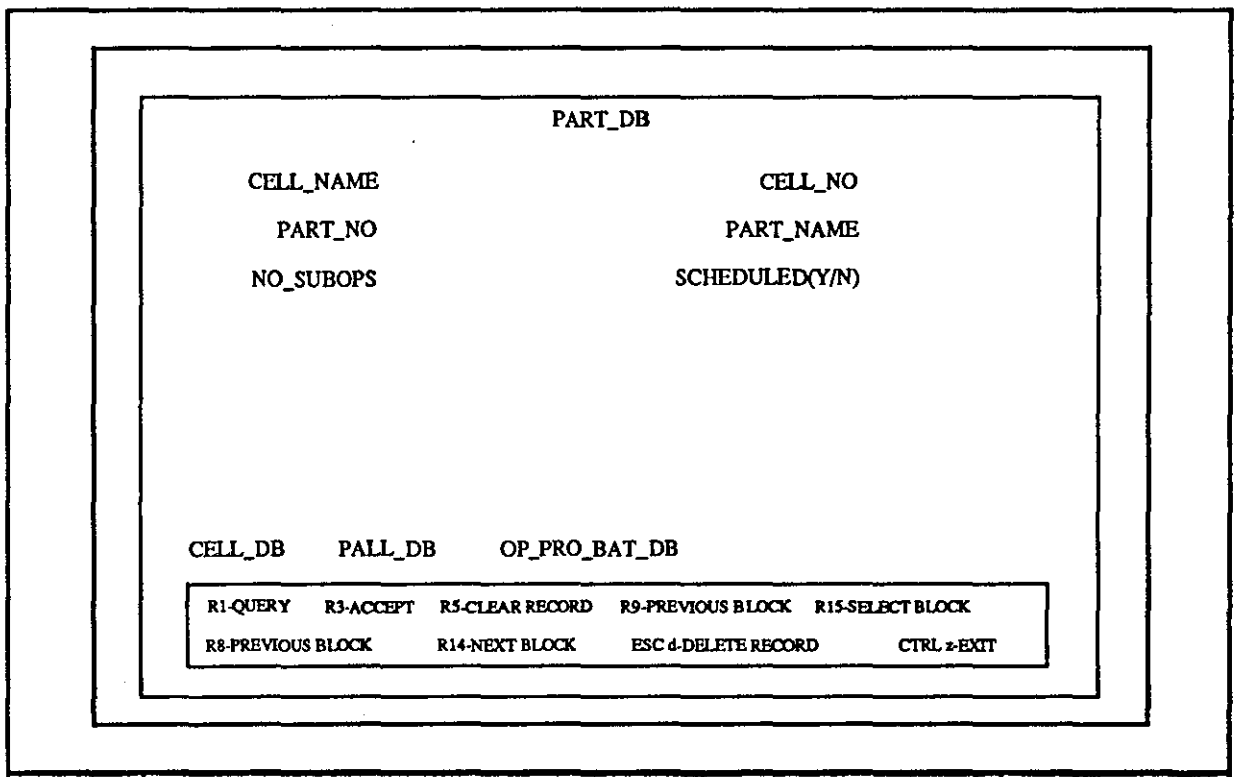 PART_DB
CELL_NAME CELL_NO
PART_NO PART_NAME
NO_SUBOPS SCHEDULED(Y/N)
CELL_DB PALL_DB OP_PRO_BAT_DB
R1-QUERY R3-ACCEPT R5-CLEAR RECORD R9-PREVIOUS BLOCK R15-SELECT BLOCK
R8-PREVIOUS BLOCK R14-NEXT BLOCK ESC d-DELETE RECORD CTRL z-EXIT